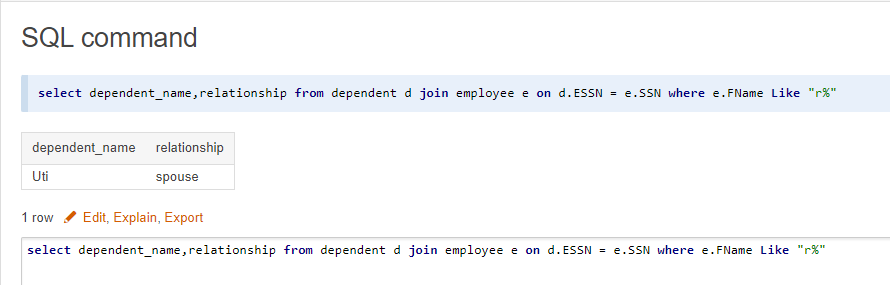 SQL command
select dependent_name,relationship from dependent d join employee e on d.ESSN = e.SSN where e.FName Like "r%"
dependent_name relationship
Uti spouse
1 row Edit, Explain, Export
select dependent_name,relationship from dependent d join employee e on d.ESSN = e.SSN where e.FName Like "r%"